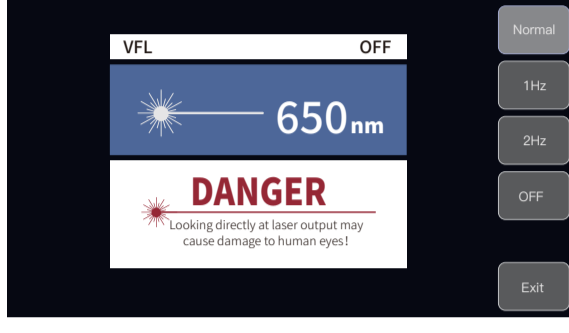 VFL OFF
650nm
DANGER
Looking directly at laser output may
cause damage to human eyes!
Normal
1Hz
2Hz
OFF
Exit